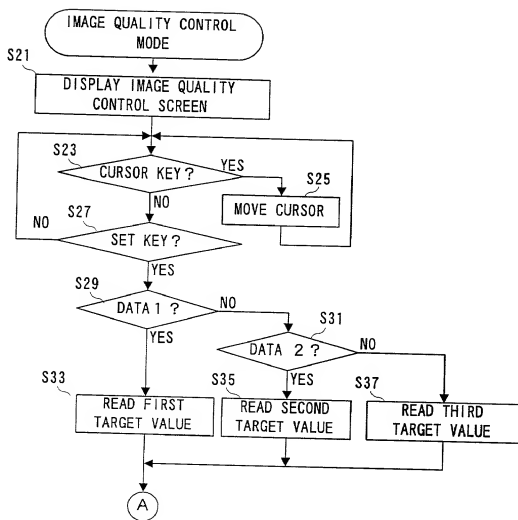 IMAGE QUALITY CONTROL
MODE
S21
DISPLAY IMAGE QUALITY
CONTROL SCREEN
S23
CURSOR KEY?
YES
S25
MOVE CURSOR
NO
S27
NO
SET KEY?
YES
S29
DATA1 ?
NO
S31
YES
DATA 2?
NO
YES
S33
READ FIRST
TARGET VALUE
S35
READ SECOND
TARGET VALUE
S37
READ THIRD
TARGET VALUE
A